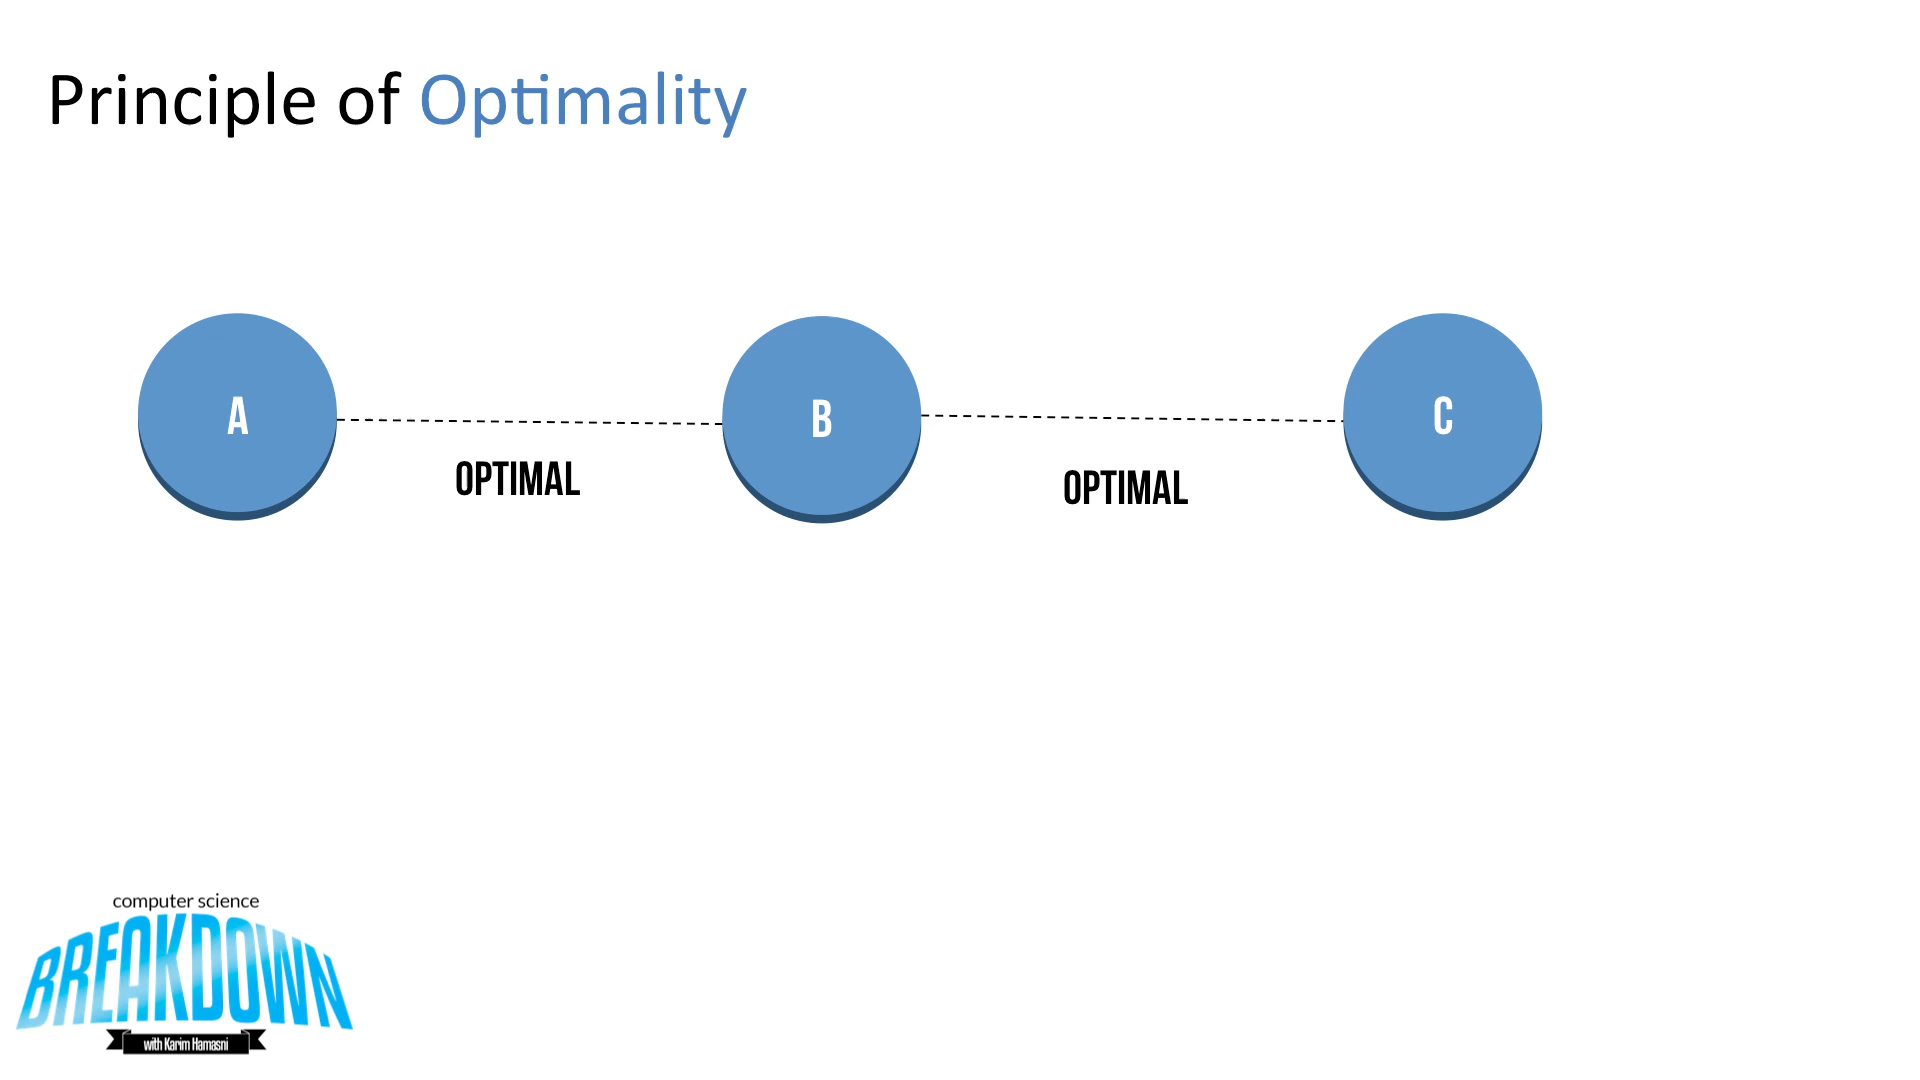 Principle of Optimality
A
B
C
OPTIMAL
OPTIMAL
computer science
BREAKDOWN
with Karim Hamasni